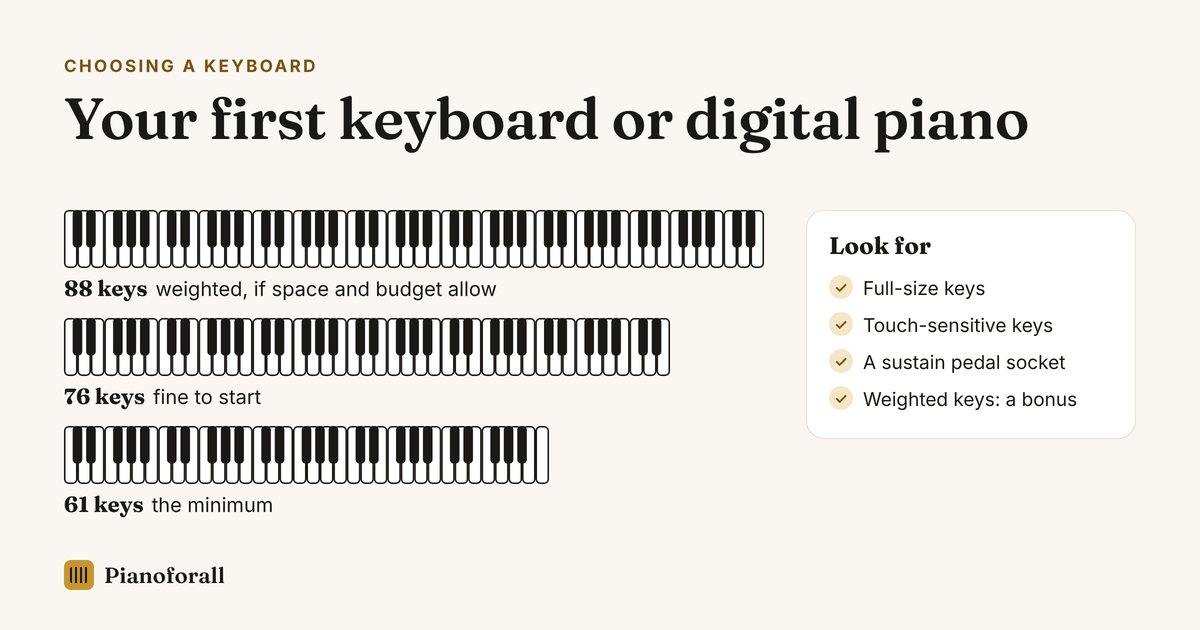 CHOOSING A KEYBOARD
Your first keyboard or digital piano
88 keys weighted, if space and budget allow
76 keys fine to start
61 keys the minimum
Look for
Full-size keys
Touch-sensitive keys
A sustain pedal socket
Weighted keys: a bonus
Pianoforall